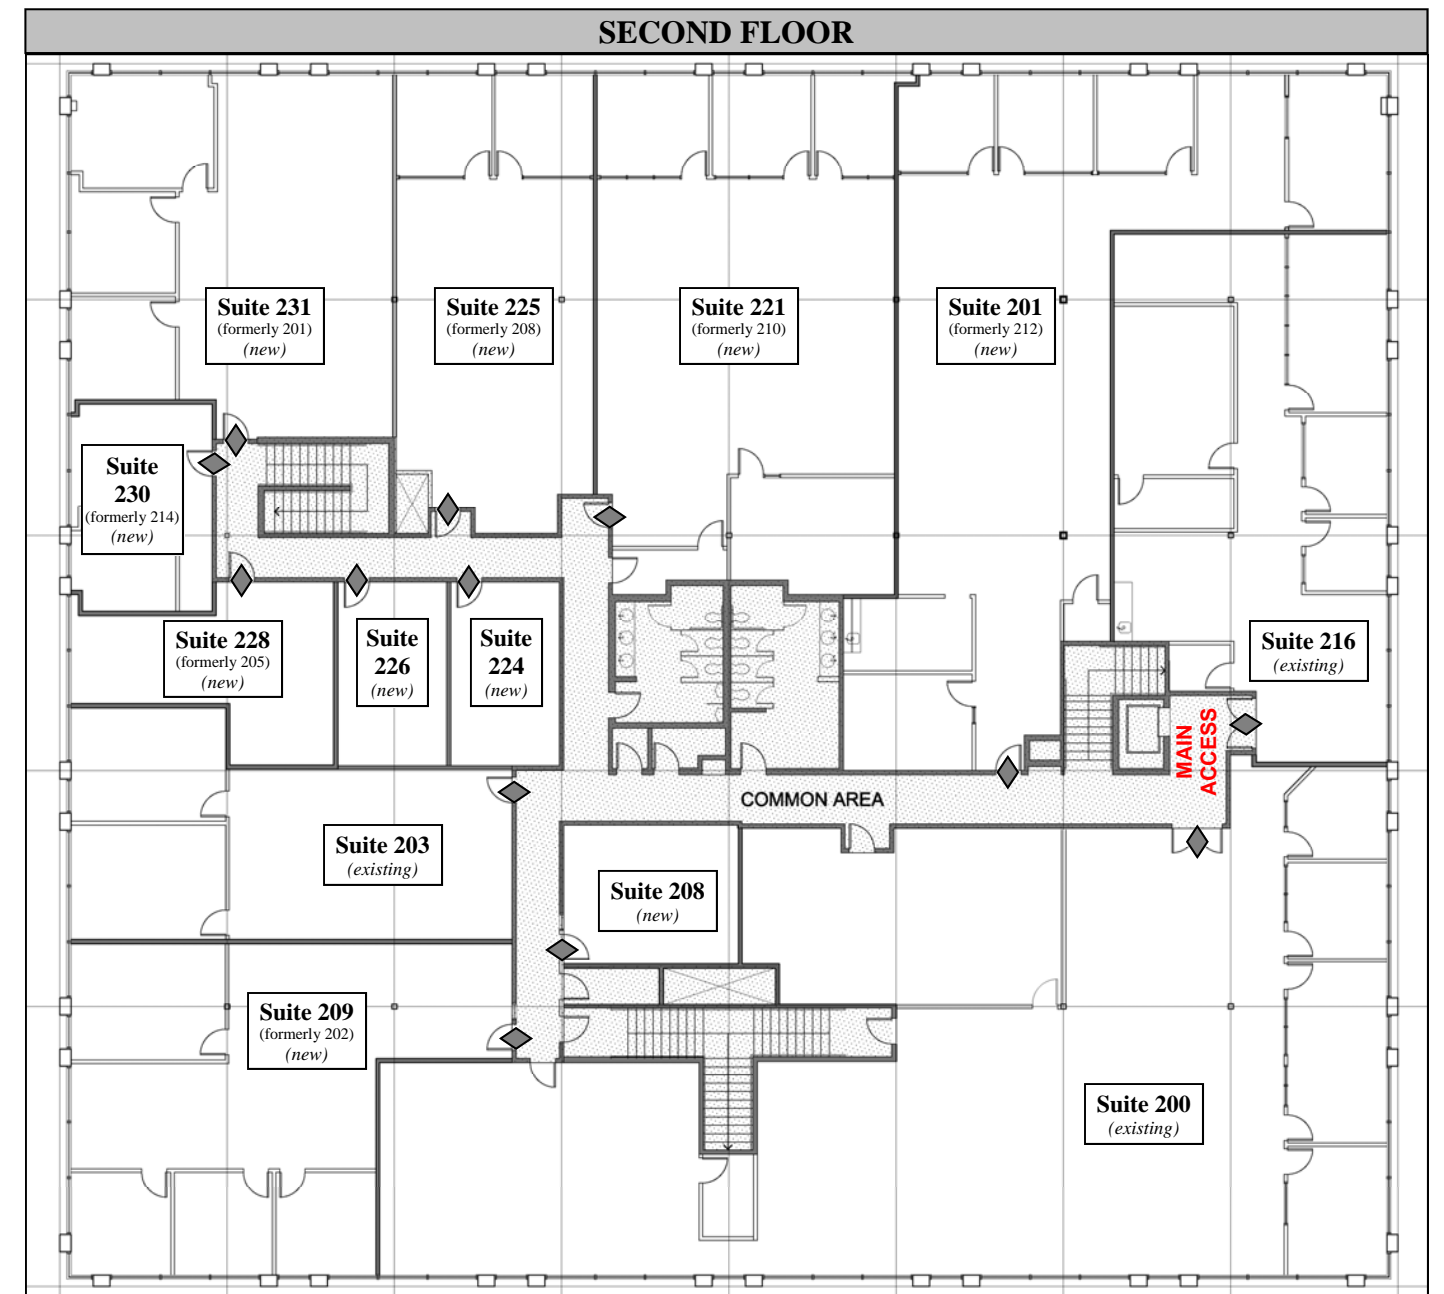 SECOND FLOOR
Suite 231
(formerly 201)
(new)
Suite 225
(formerly 208)
(new)
Suite 221
(formerly 210)
(new)
Suite 201
(formerly 212)
(new)
Suite
230
(formerly 214)
(new)
Suite 228
(formerly 205)
(new)
Suite
226
(new)
Suite
224
(new)
Suite 216
(existing)
MAIN
ACCESS
COMMON AREA
Suite 203
(existing)
Suite 208
(new)
Suite 209
(formerly 202)
(new)
Suite 200
(existing)